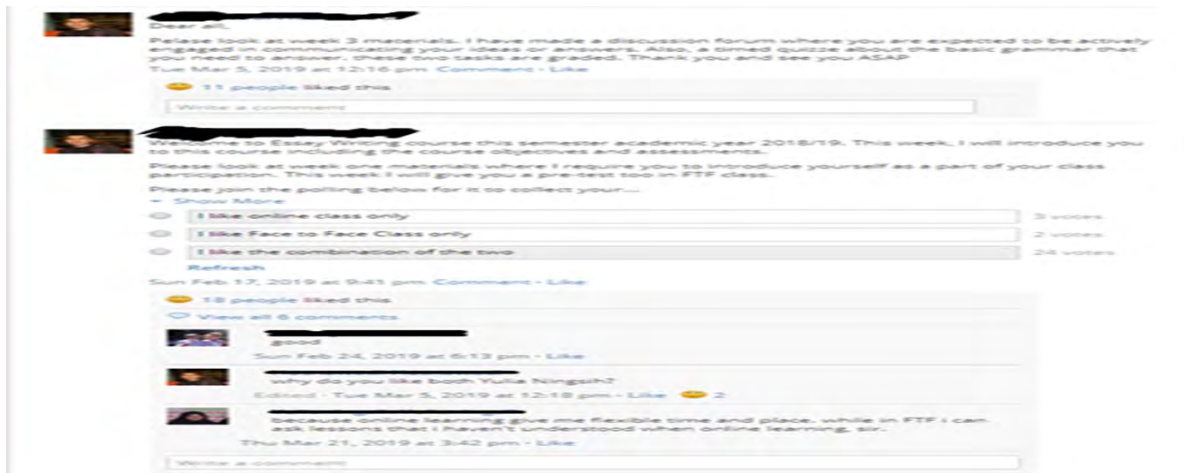 Dear all,
Pelase look at week 3 materials. I have made a discussion forum where you are expected to be actively
engaged in communicating your ideas or answers. Also, a timed quizze about the basic grammar that
you need to answer. these two tasks are graded. Thank you and see you ASAP
Tue Mar 5, 2019 at 12:16 pm Comment · Like
11 people liked this
Write a comment
Welcome to Essay Writing course this semester academic year 2018/19. This week, I will introduce you
to this course including the course objectives and assessments.
Please look at week one materials where I require you to introduce yourself as a part of your class
participation. This week I will give you a pre-test too in FTF class.
Please join the polling below for it to collect your...
Show More
I like online class only 3 votes
I like Face to Face Class only 2 votes
I like the combination of the two 24 votes
Refresh
Sun Feb 17, 2019 at 9:41 pm Comment · Like
18 people liked this
View all 6 comments
good
Sun Feb 24, 2019 at 6:13 pm · Like
why do you like both Yulia Ningsih?
Edited · Tue Mar 5, 2019 at 12:18 pm · Like 2
because online learning give me flexible time and place. while in FTF i can
ask lessons that i haven't understood when online learning, sir.
Thu Mar 21, 2019 at 3:42 pm · Like
Write a comment